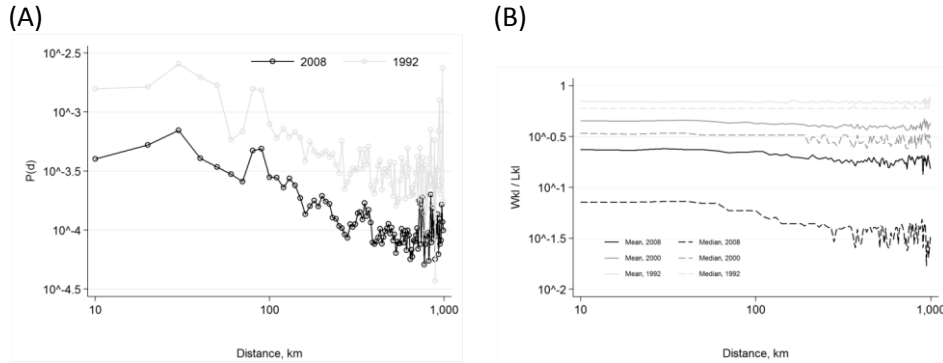 (A)
(B)
10^-2.5
10^-3
10^-3.5
10^-4
10^-4.5
P(d)
2008
1992
10
100
1,000
Distance, km
1
10^-0.5
10^-1
10^-1.5
10^-2
Wkl / Lkl
Mean, 2008
Median, 2008
Mean, 2000
Median, 2000
Mean, 1992
Median, 1992
10
100
1,000
Distance, km